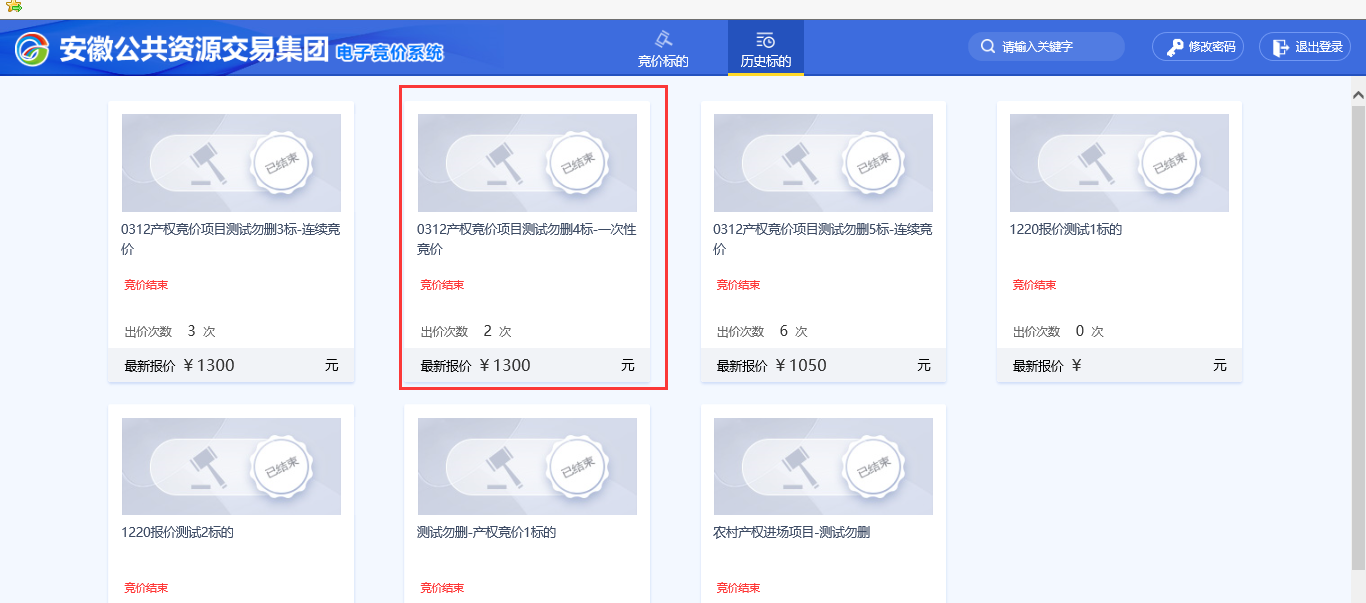 安徽公共资源交易集团 电子竞价系统
竞价标的
历史标的
请输入关键字
修改密码
退出登录
已结束
0312产权竞价项目测试勿删3标-连续竞
价
竞价结束
出价次数 3 次
最新报价 ￥1300 元
已结束
0312产权竞价项目测试勿删4标-一次性
竞价
竞价结束
出价次数 2 次
最新报价 ￥1300 元
已结束
0312产权竞价项目测试勿删5标-连续竞
价
竞价结束
出价次数 6 次
最新报价 ￥1050 元
已结束
1220报价测试1标的
竞价结束
出价次数 0 次
最新报价 ￥ 元
已结束
1220报价测试2标的
竞价结束
已结束
测试勿删-产权竞价1标的
竞价结束
已结束
农村产权进场项目-测试勿删
竞价结束